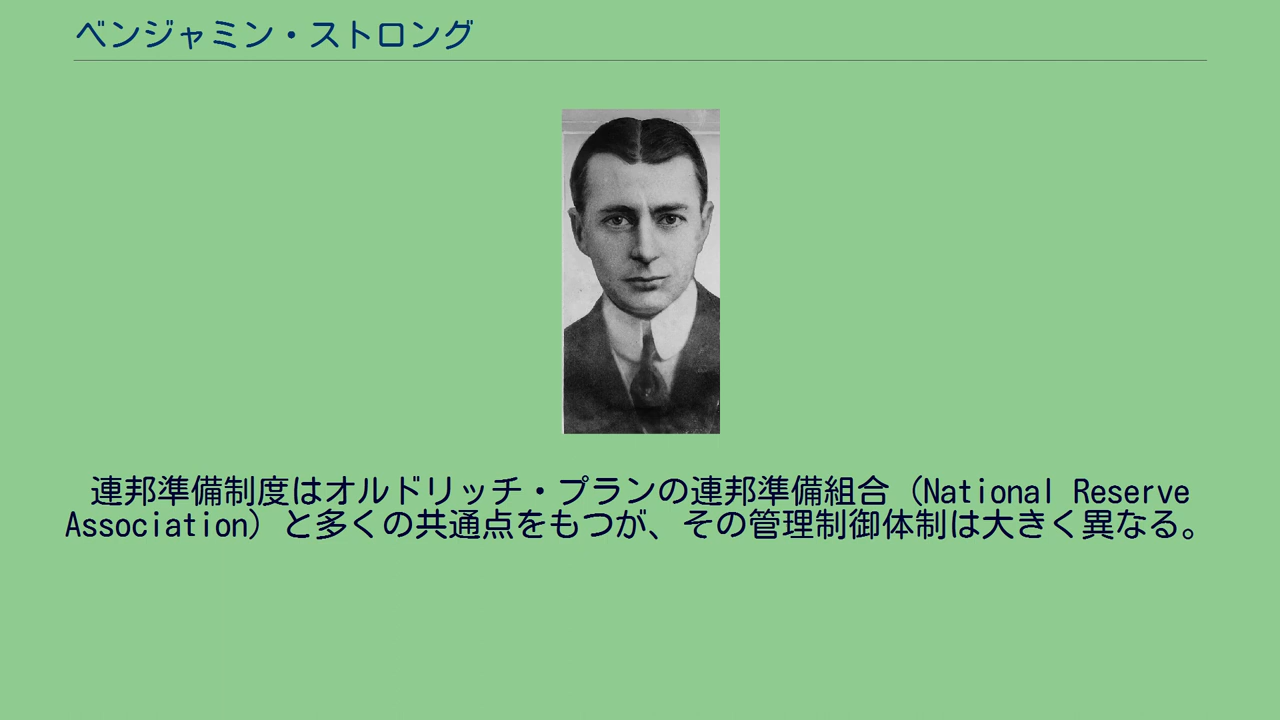 ベンジャミン・ストロング
連邦準備制度はオルドリッチ・プランの連邦準備組合（National Reserve
Association）と多くの共通点をもつが、その管理制御体制は大きく異なる。